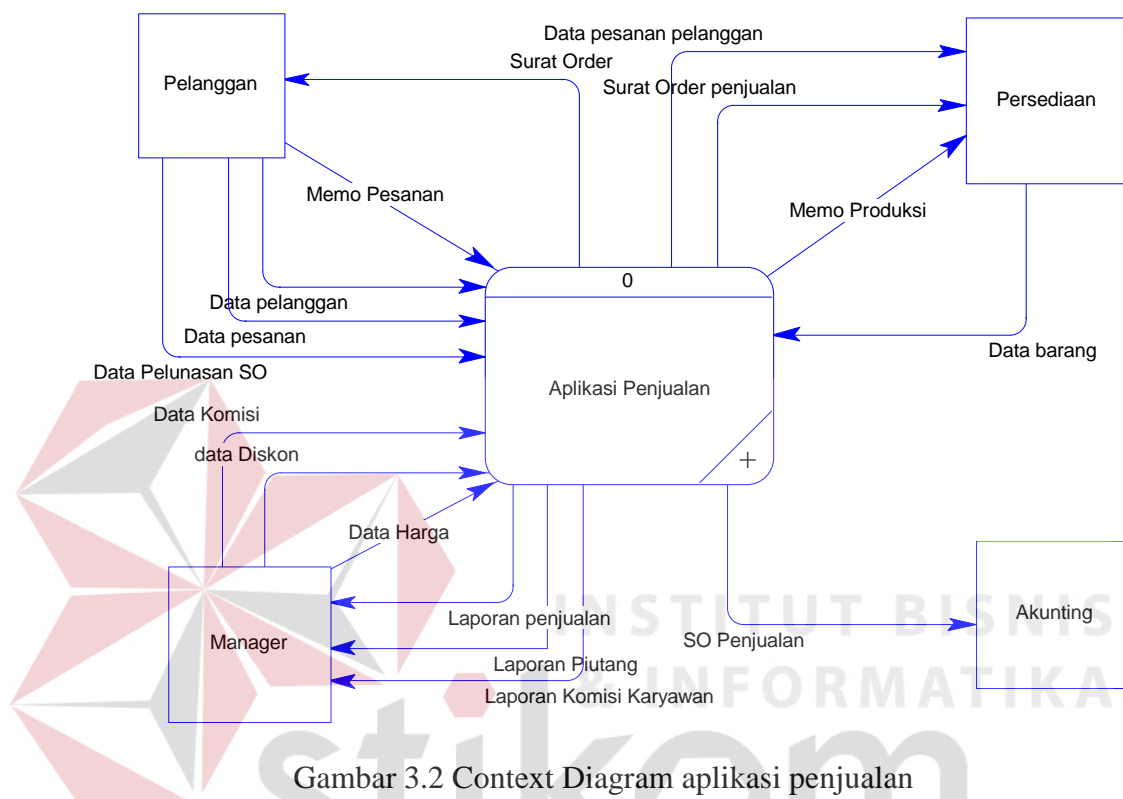 Data pesanan pelanggan
Surat Order
Pelanggan
Surat Order penjualan
Persediaan
Memo Pesanan
Memo Produksi
0
Data pelanggan
Data pesanan
Data barang
Data Pelunasan SO
Aplikasi Penjualan
Data Komisi
data Diskon
+
Data Harga
Laporan penjualan
INSTITUT BISNIS
Akunting
Manager
SO Penjualan
Laporan Piutang
& INFORMATIKA
Laporan Komisi Karyawan
stikom
Gambar 3.2 Context Diagram aplikasi penjualan